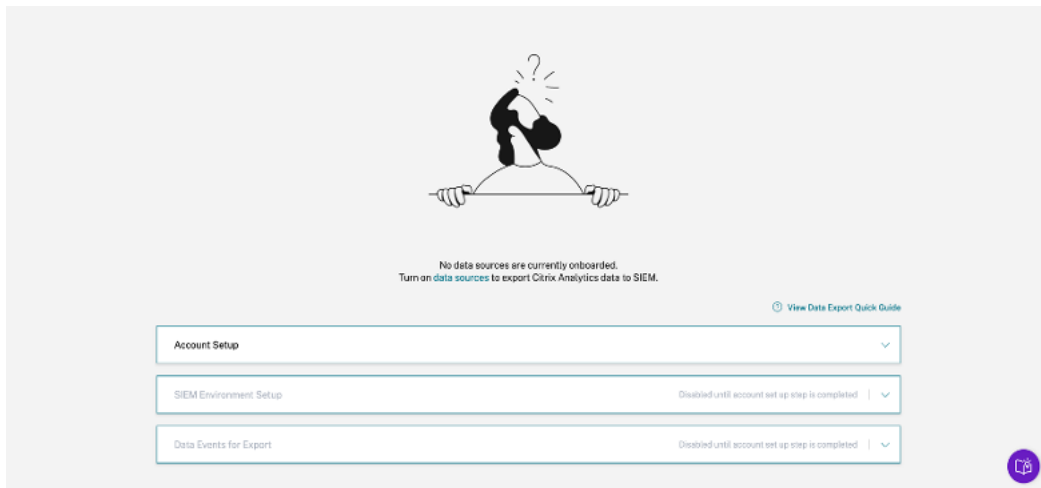 ?
No data sources are currently onboarded.
Turn on data sources to export Citrix Analytics data to SIEM.
View Data Export Quick Guide
Account Setup
SIEM Environment Setup
Disabled until account set up step is completed
Data Events for Export
Disabled until account set up step is completed